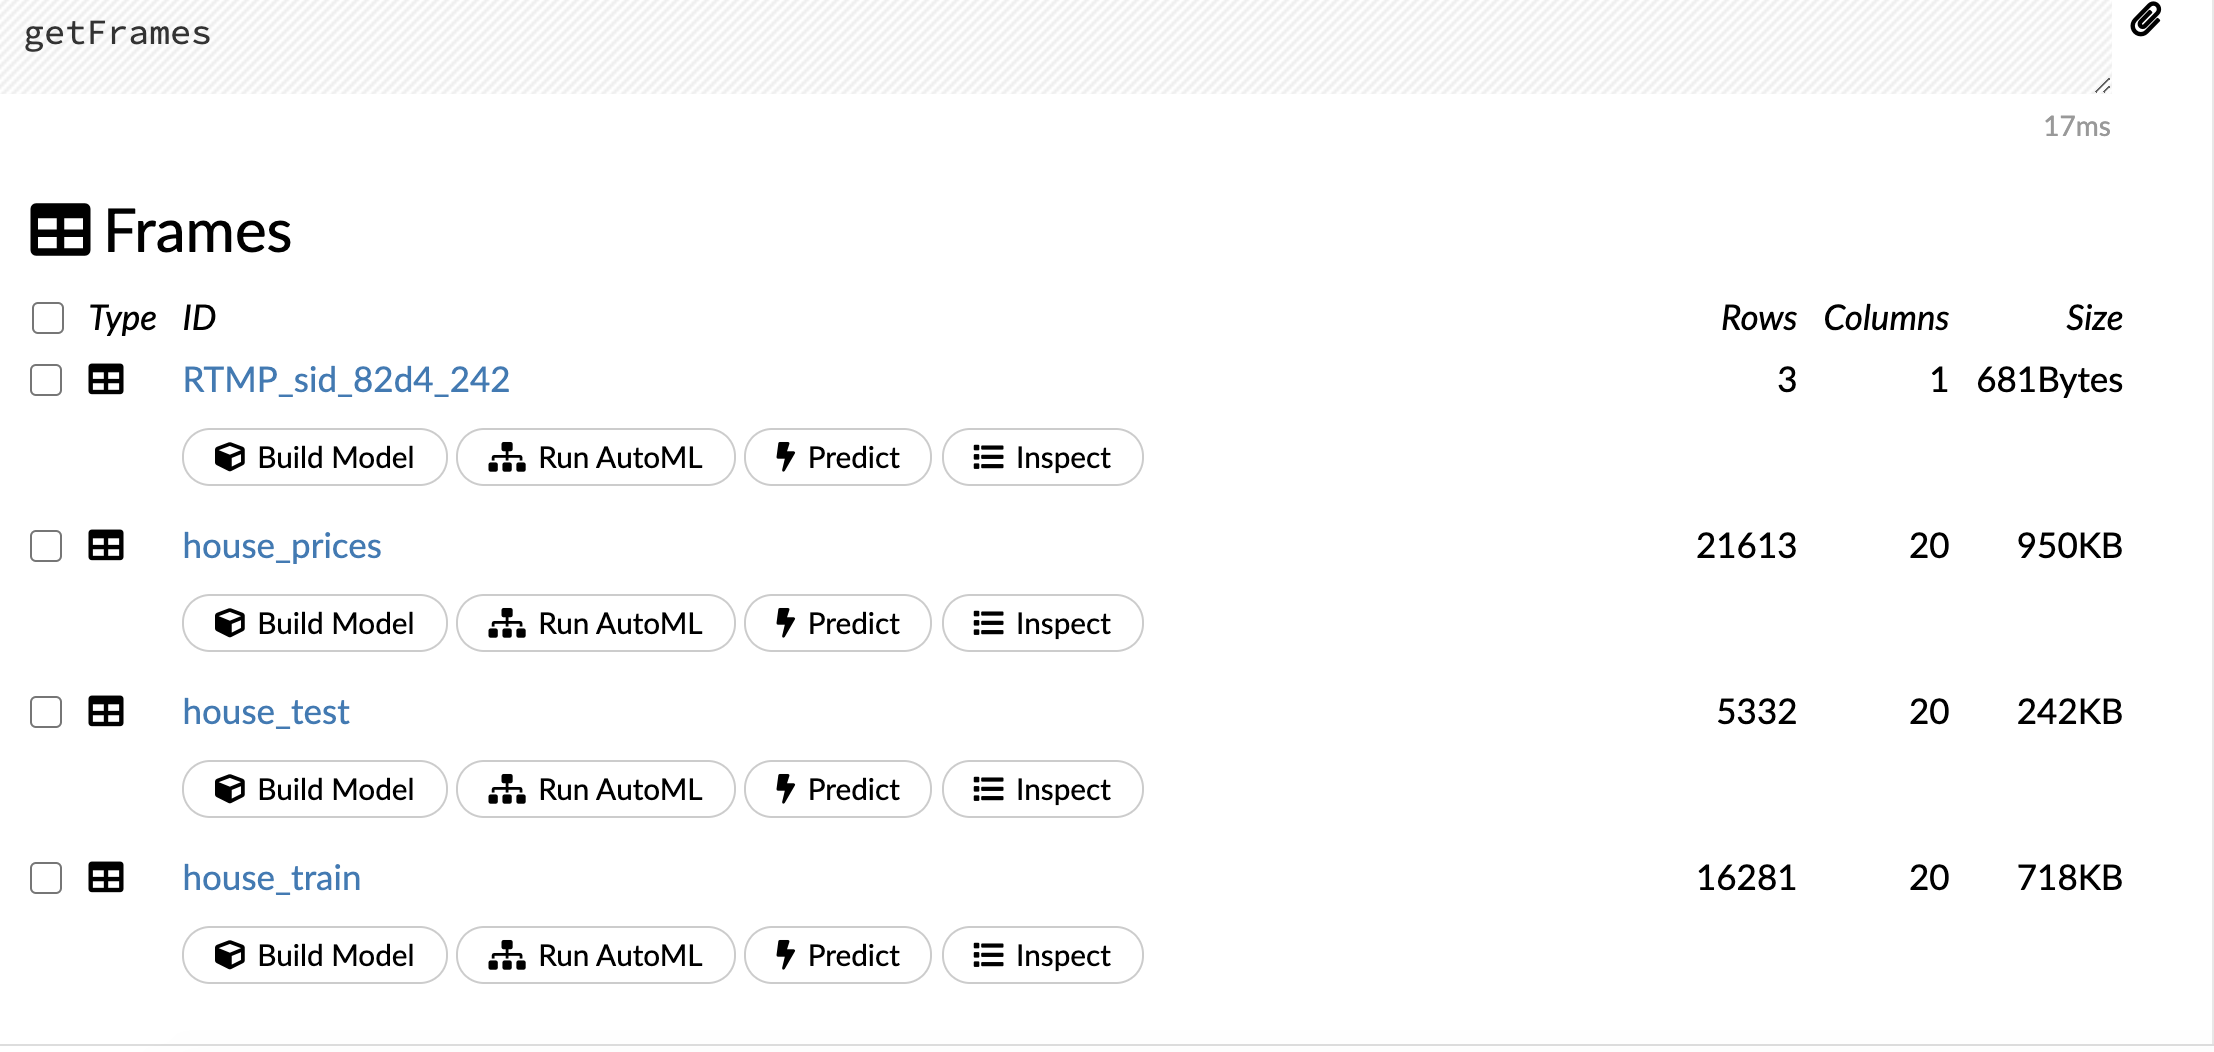 getFrames
17ms
Frames
Type ID Rows Columns Size
RTMP_sid_82d4_242 3 1 681Bytes
Build Model Run AutoML Predict Inspect
house_prices 21613 20 950KB
Build Model Run AutoML Predict Inspect
house_test 5332 20 242KB
Build Model Run AutoML Predict Inspect
house_train 16281 20 718KB
Build Model Run AutoML Predict Inspect